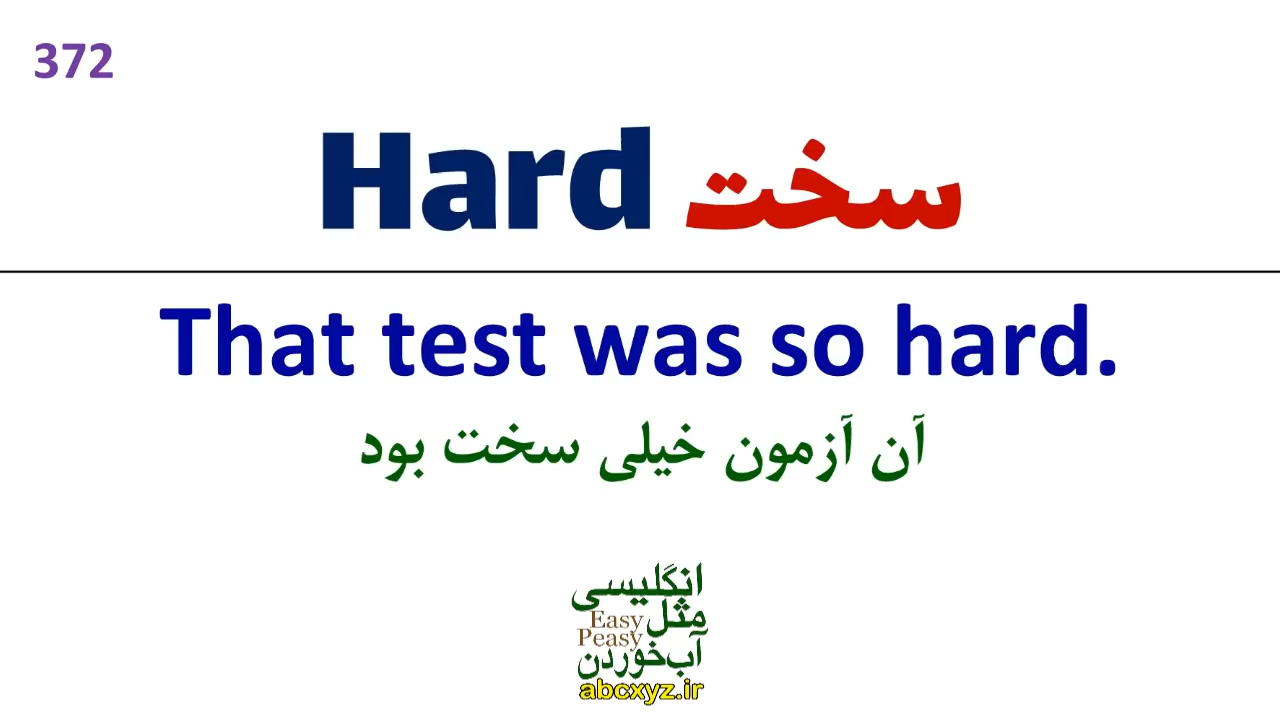 372
Hard سخت
That test was so hard.
آن آزمون خیلی سخت بود
انگلیسی
مثل Easy
Peasy
آب‌خوردن
abcxyz.ir